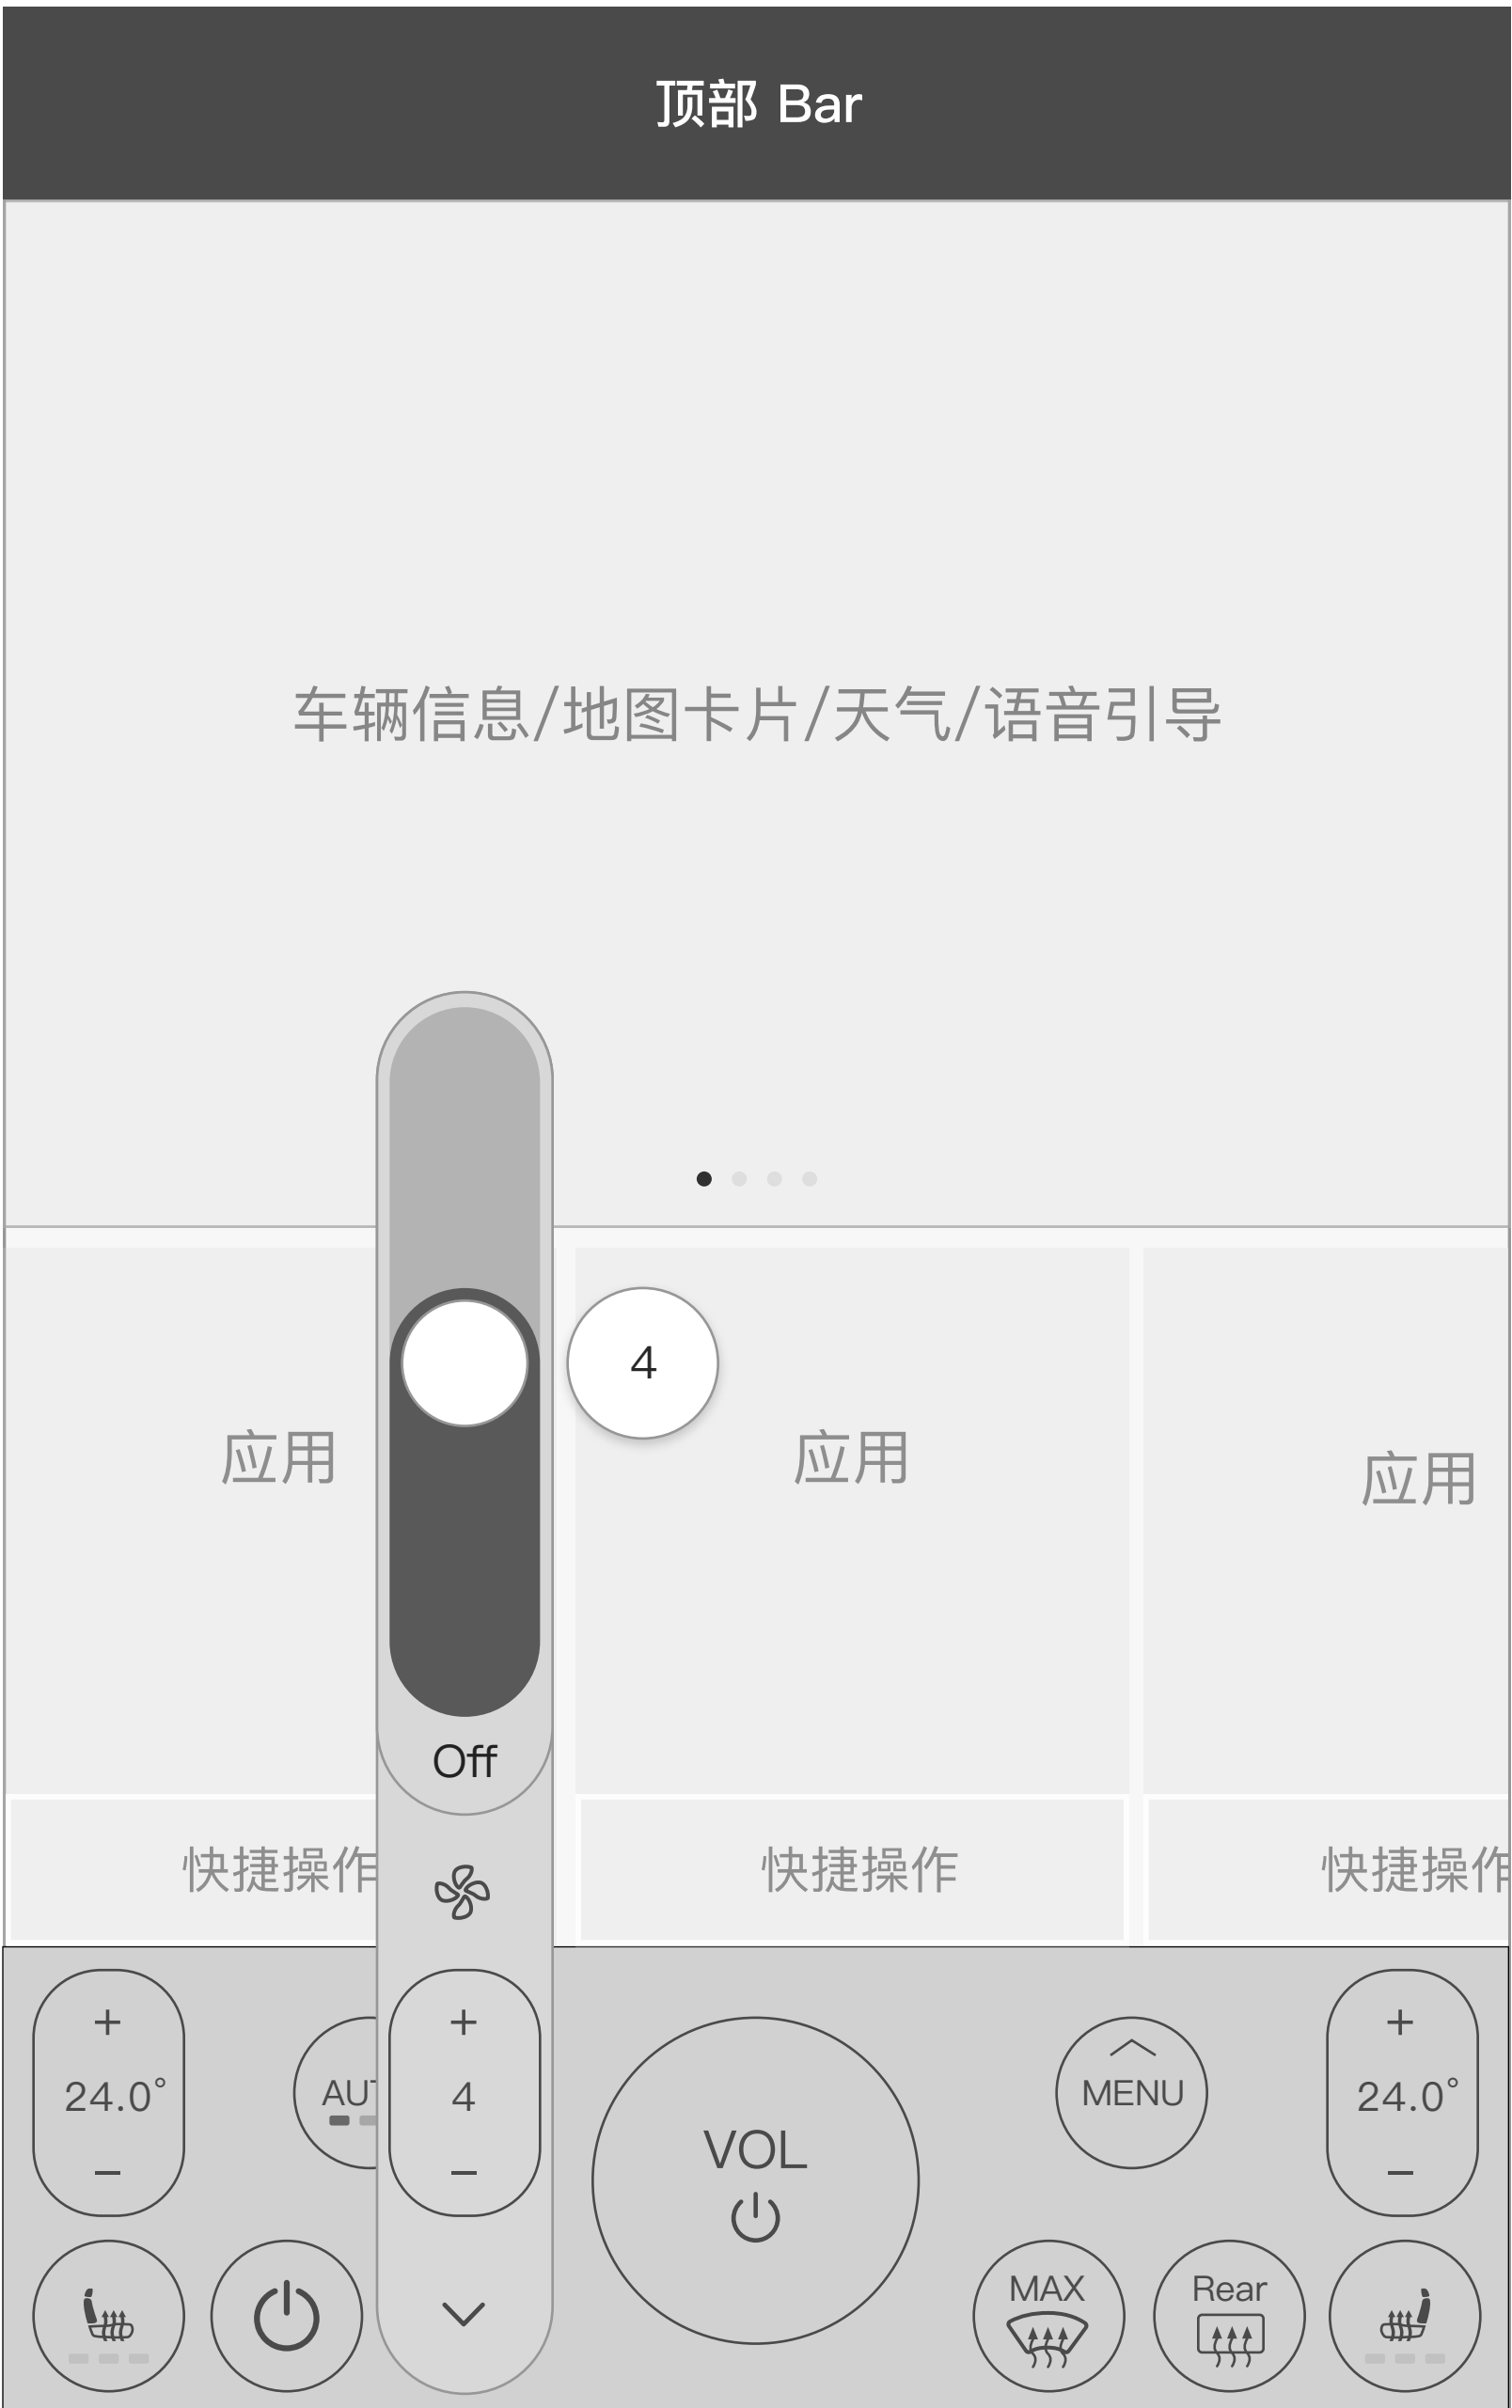 顶部 Bar
车辆信息/地图卡片/天气/语音引导
4
应用
应用
应用
Off
快捷操作
快捷操作
快捷操作
+
+
+
24.0°
AUT
4
MENU
24.0°
−
−
−
VOL
MAX
Rear